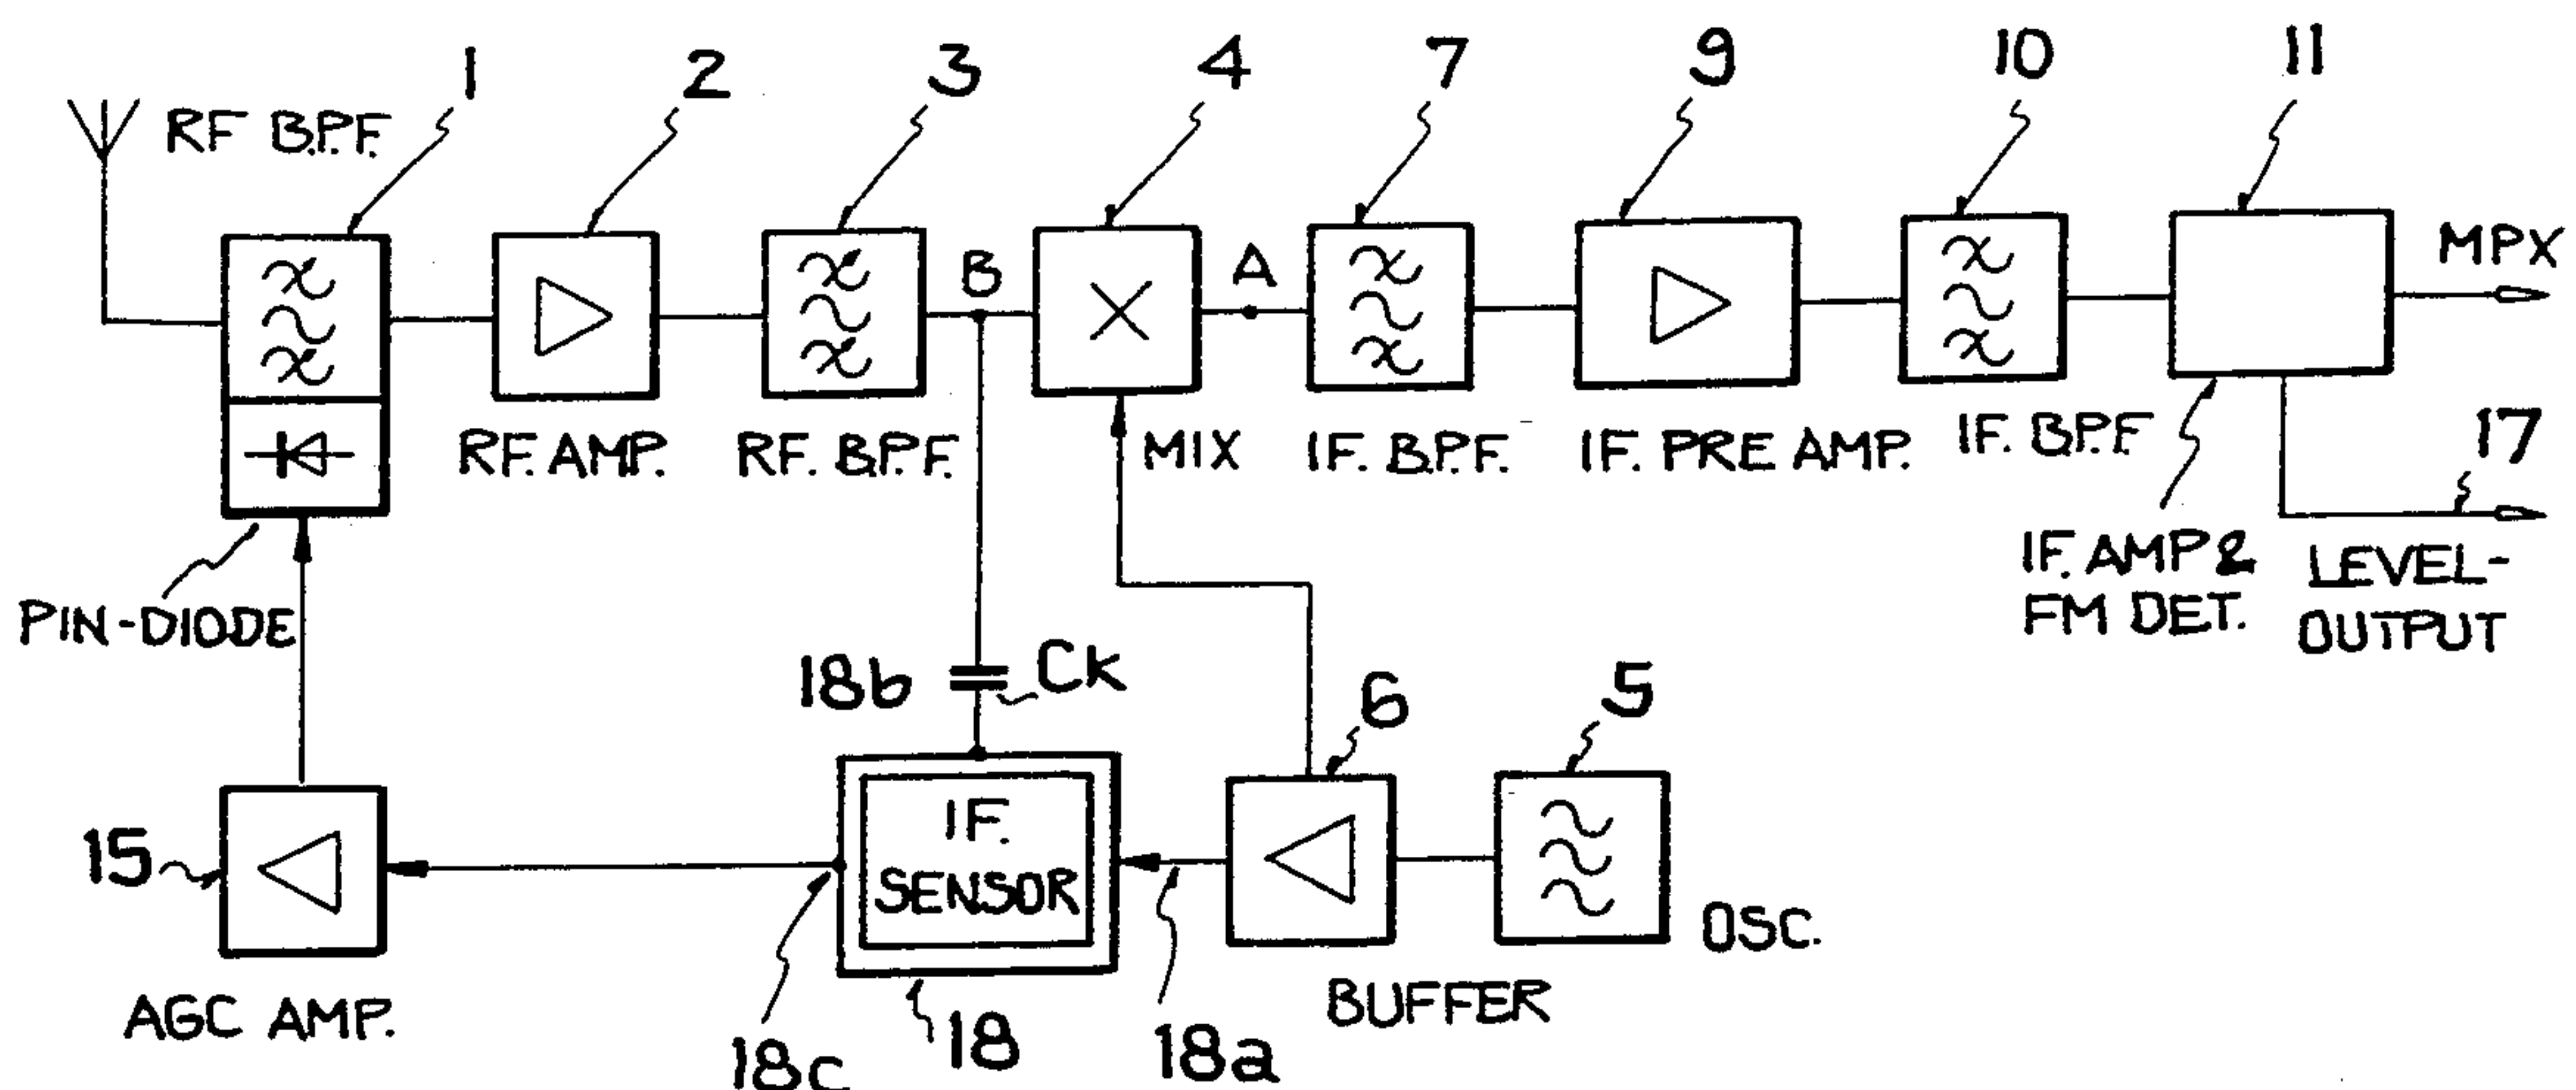 1
2
3
4
7
9
10
11
RF B.P.F.
B
A
MPX
RF. AMP.
RF. B.P.F.
MIX
IF. B.P.F.
IF. PRE AMP.
IF. B.P.F
17
PIN-DIODE
IF. AMP &
FM DET.
LEVEL-
OUTPUT
18b
Ck
6
5
15
IF.
SENSOR
OSC.
AGC AMP.
BUFFER
18c
18
18a